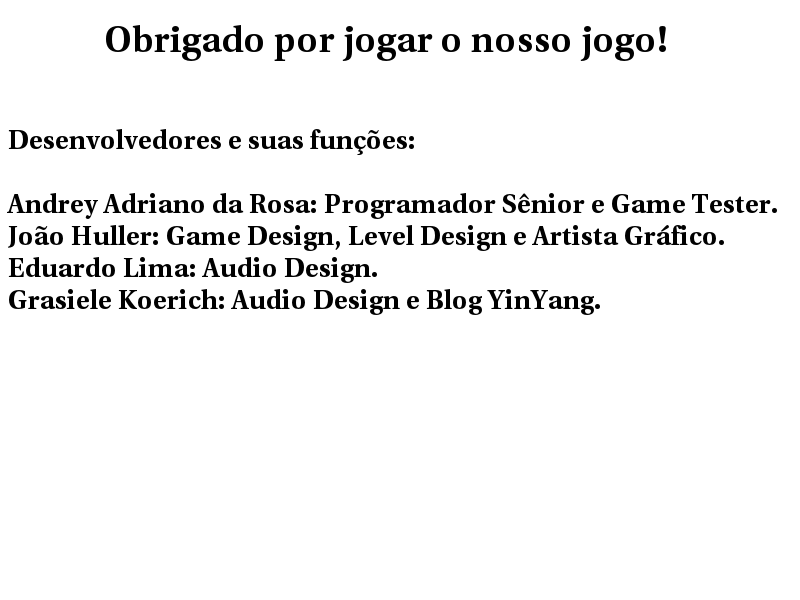 Obrigado por jogar o nosso jogo!
Desenvolvedores e suas funções:
Andrey Adriano da Rosa: Programador Sênior e Game Tester.
João Huller: Game Design, Level Design e Artista Gráfico.
Eduardo Lima: Audio Design.
Grasiele Koerich: Audio Design e Blog YinYang.